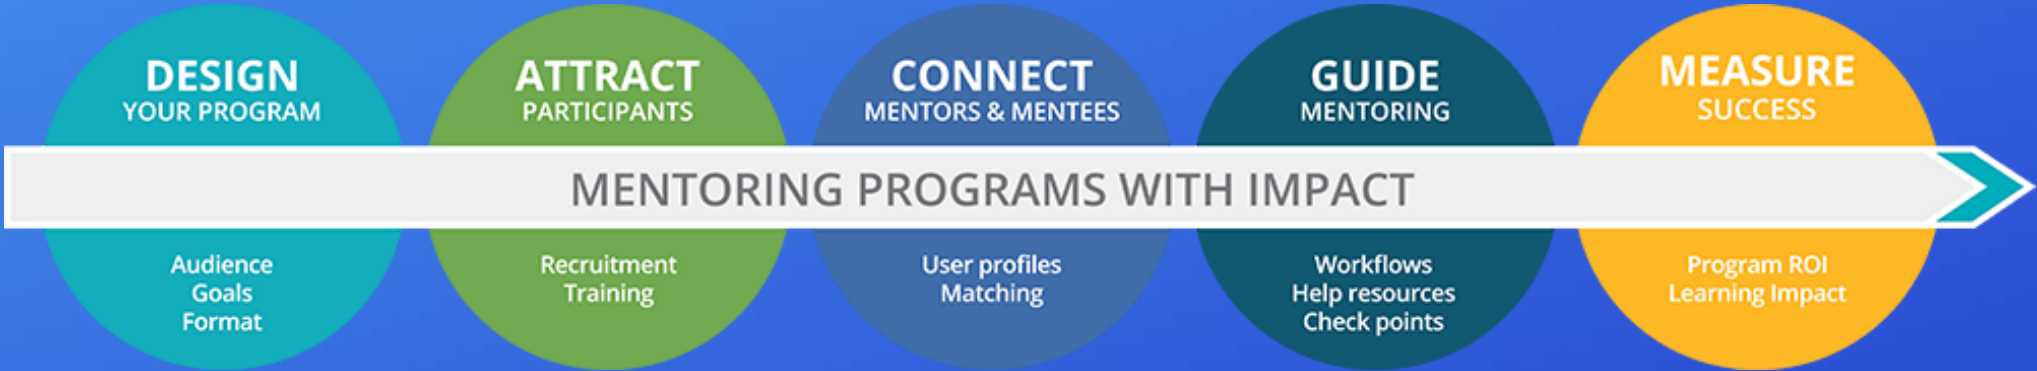 DESIGN
YOUR PROGRAM
ATTRACT
PARTICIPANTS
CONNECT
MENTORS & MENTEES
GUIDE
MENTORING
MEASURE
SUCCESS
MENTORING PROGRAMS WITH IMPACT
Audience
Goals
Format
Recruitment
Training
User profiles
Matching
Workflows
Help resources
Check points
Program ROI
Learning Impact